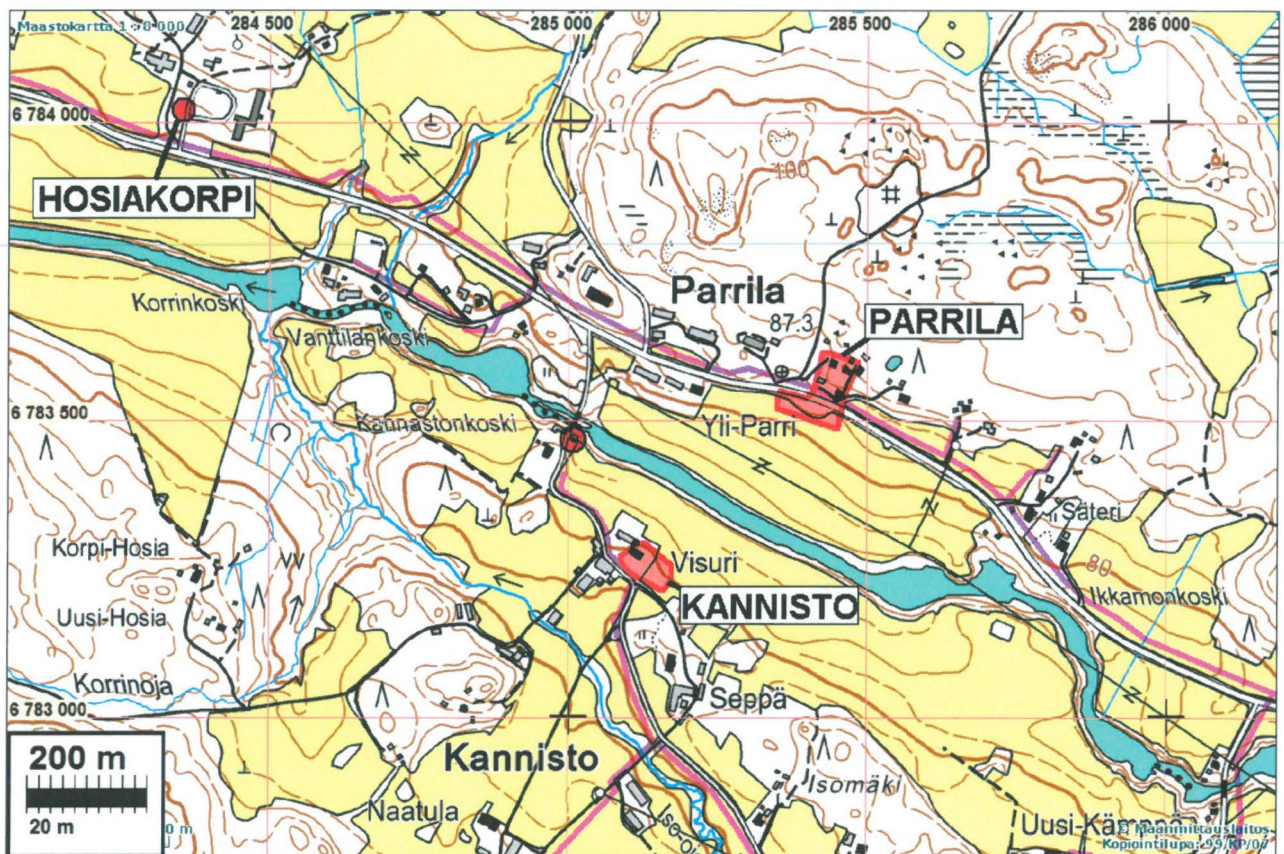 Maastokartta 1 : 8 000
284 500
285 000
285 500
286 000
6 784 000
HOSIAKORPI
100
Korrinkoski
Parrila
87.3
PARRILA
Vanttilankoski
6 783 500
Kannastonkoski
Yli-Parri
Säteri
Korpi-Hosia
Visuri
80
Ikkamonkoski
KANNISTO
Uusi-Hosia
Korrinoja
Seppä
6 783 000
200 m
Kannisto
20 m
Isomäki
Naatula
© Maanmittauslaitos
Kopiointilupa: 99/KP/07